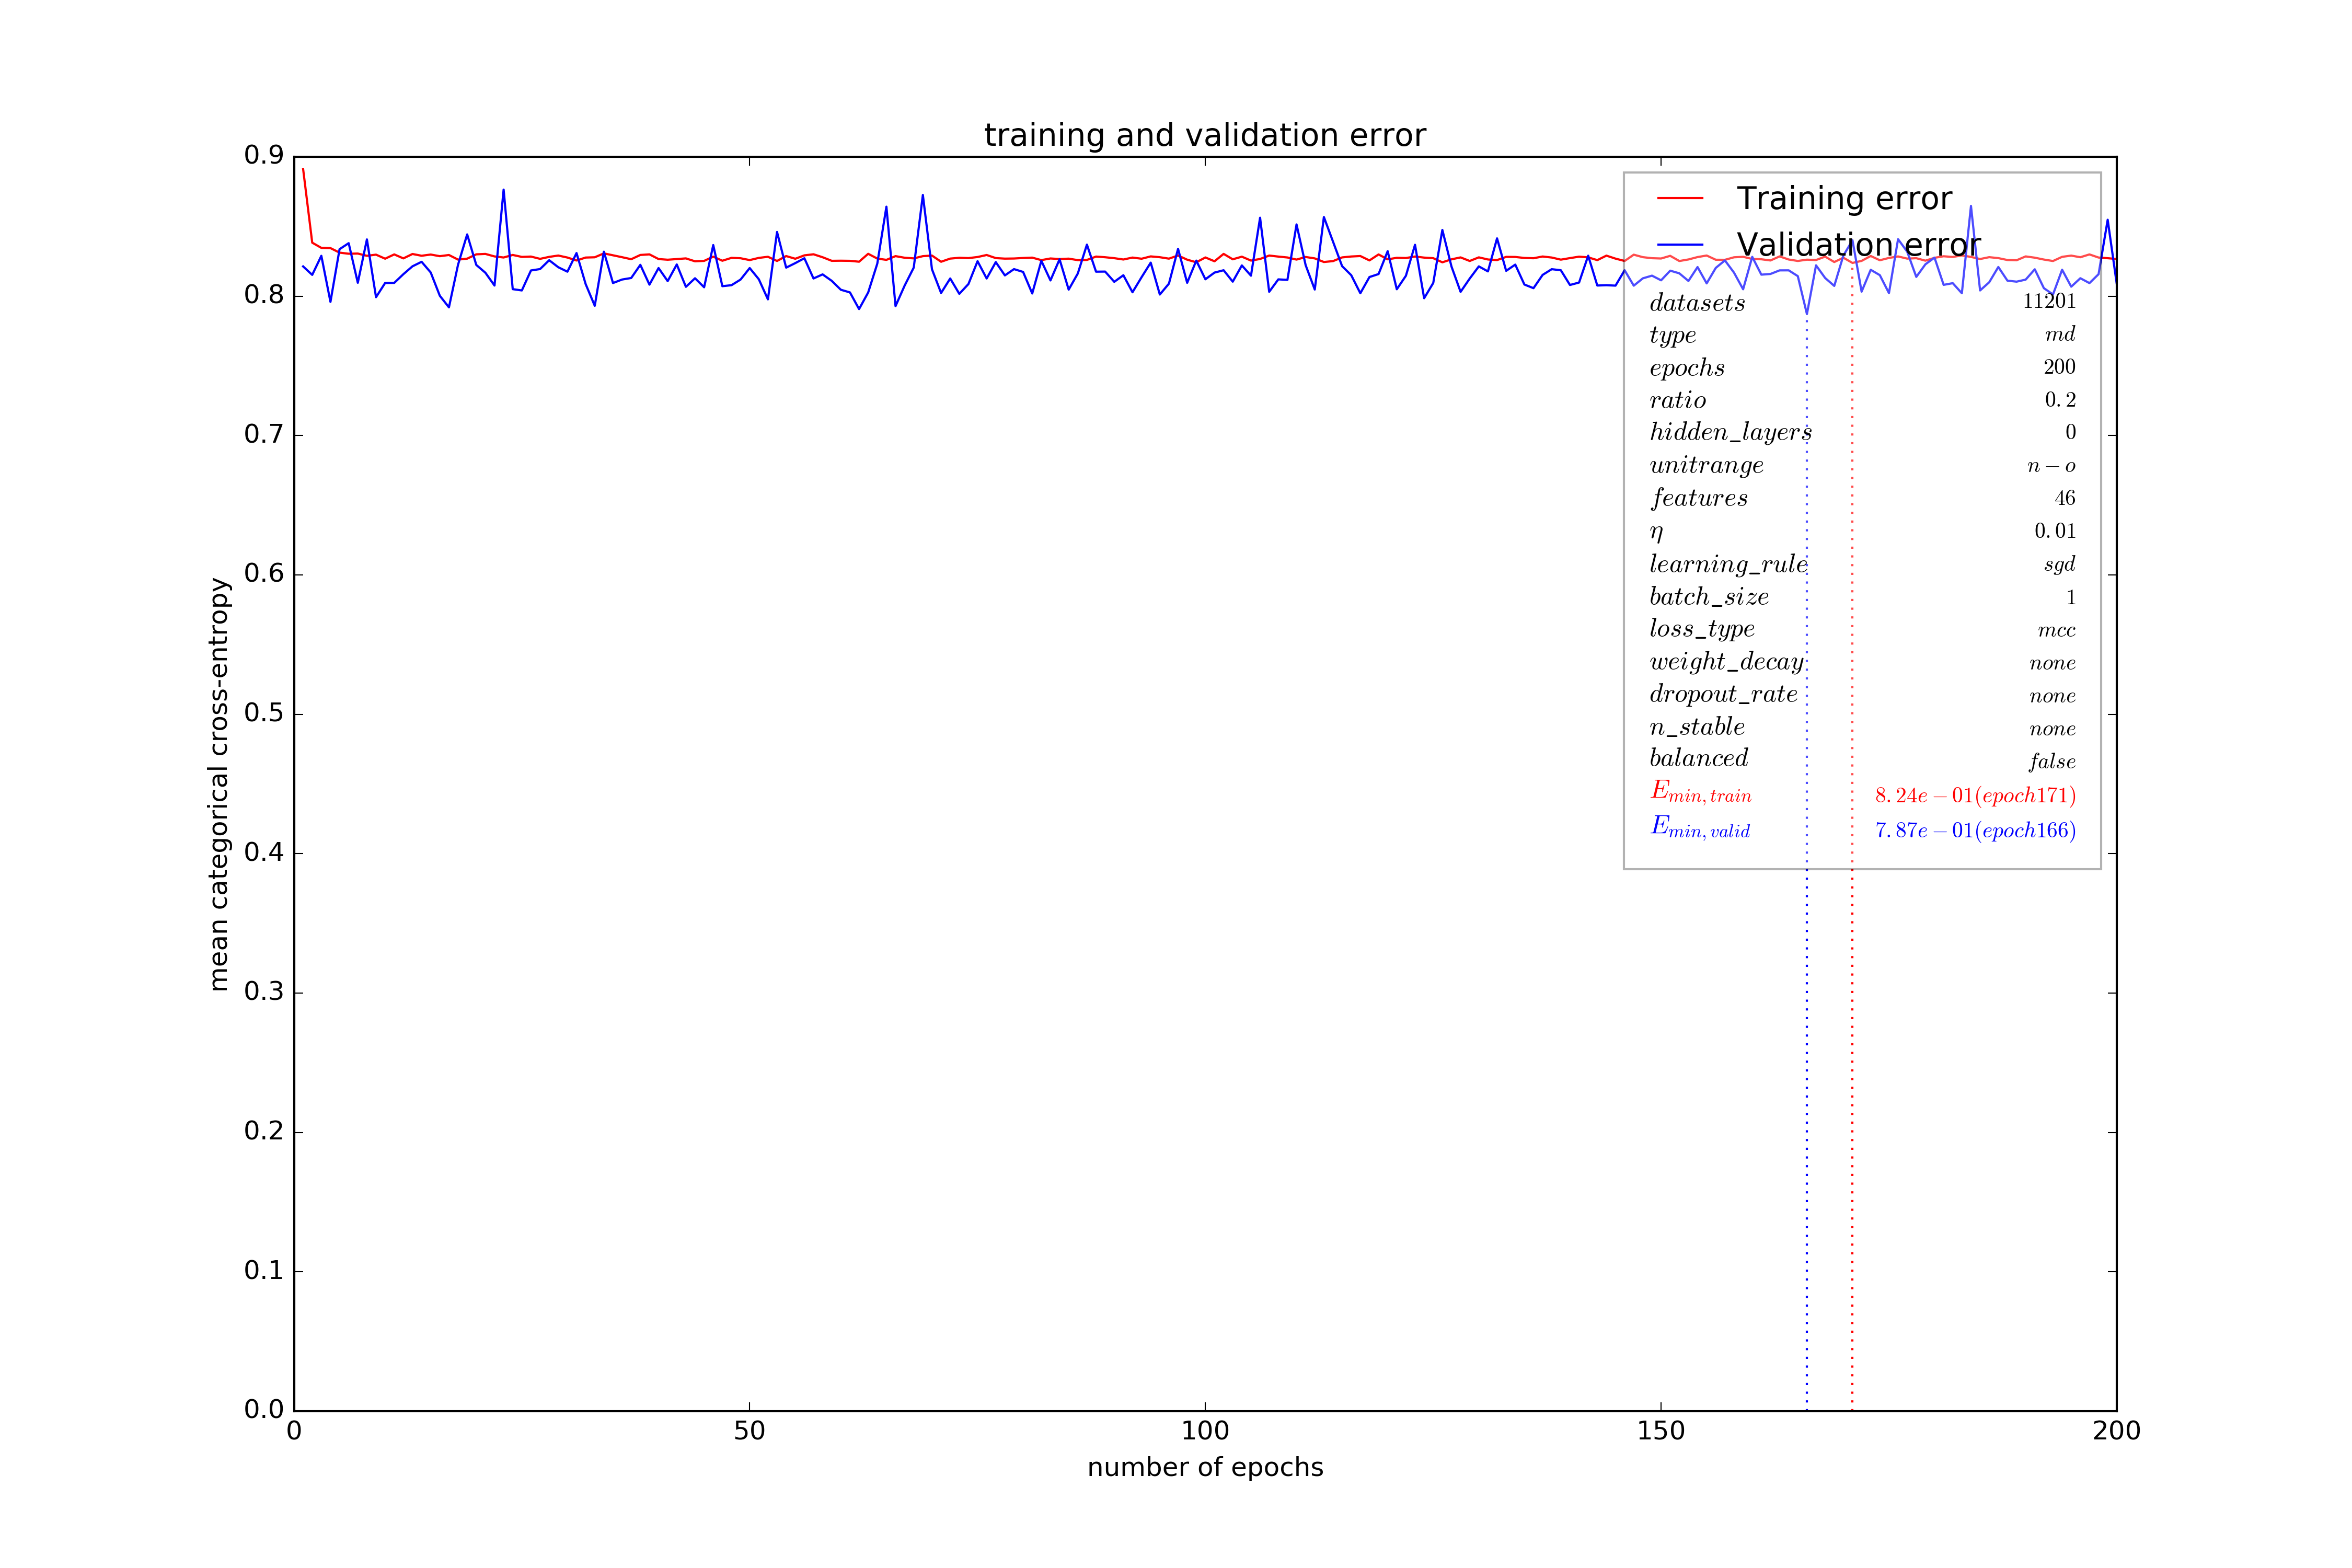 training and validation error
0.9
0.8
0.7
0.6
0.5
0.4
0.3
0.2
0.1
0.0
mean categorical cross-entropy
0 50 100 150 200
number of epochs
Training error
Validation error
datasets 11201
type md
epochs 200
ratio 0.2
hidden_layers 0
unitrange n − o
features 46
η 0.01
learning_rule sgd
batch_size 1
loss_type mcc
weight_decay none
dropout_rate none
n_stable none
balanced false
E_{min,train} 8.24e − 01(epoch171)
E_{min,valid} 7.87e − 01(epoch166)